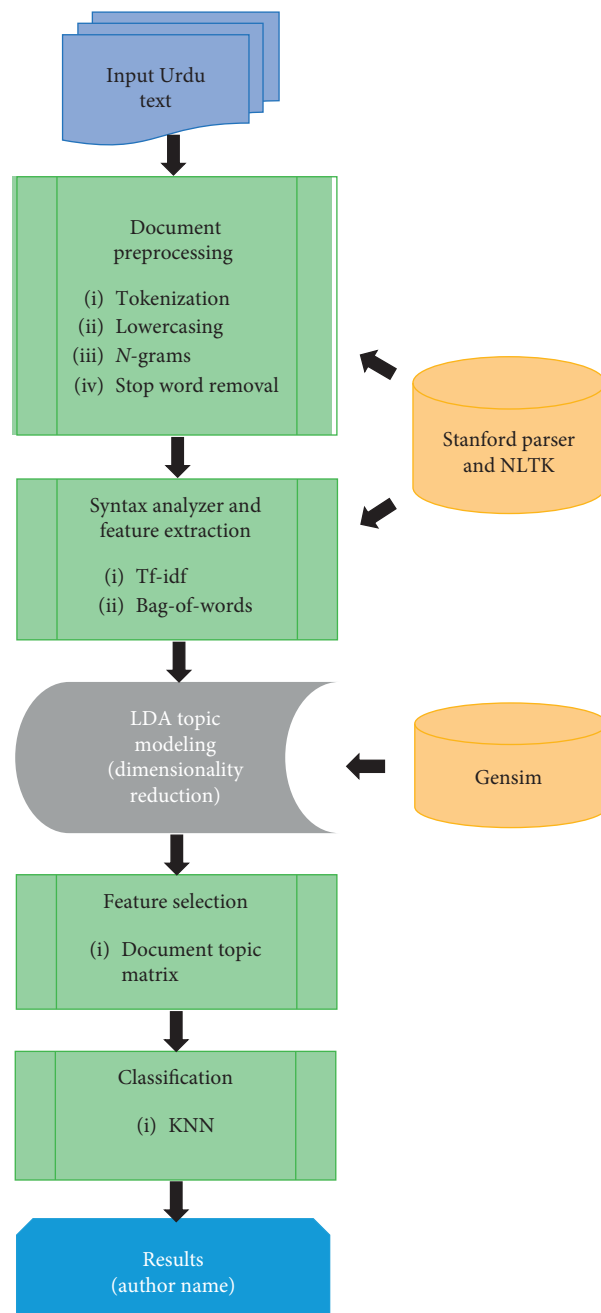 Input Urdu
text
Document
preprocessing
(i) Tokenization
(ii) Lowercasing
(iii) N-grams
(iv) Stop word removal
Stanford parser
and NLTK
Syntax analyzer and
feature extraction
(i) Tf-idf
(ii) Bag-of-words
LDA topic
modeling
(dimensionality
reduction)
Gensim
Feature selection
(i) Document topic
matrix
Classification
(i) KNN
Results
(author name)